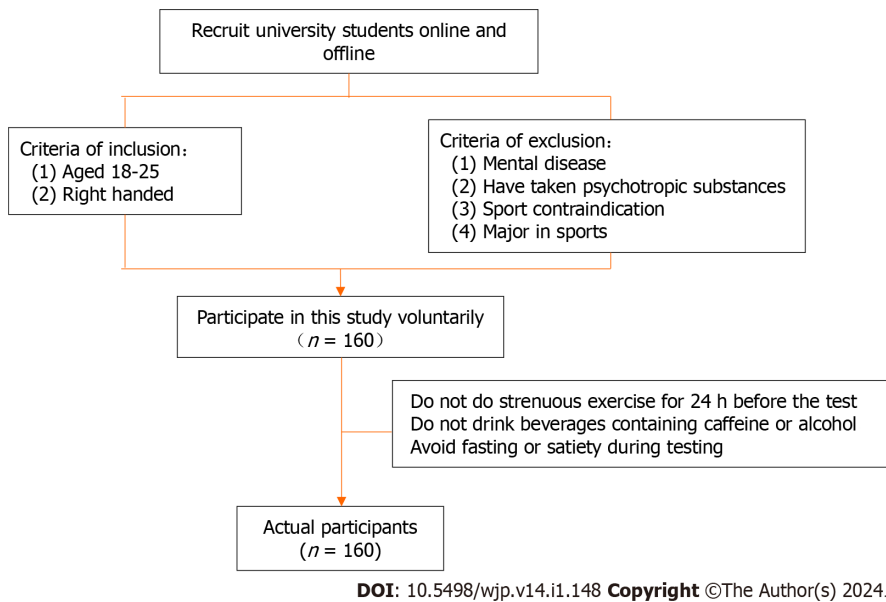 Recruit university students online and
offline
Criteria of inclusion：
(1) Aged 18-25
(2) Right handed
Criteria of exclusion：
(1) Mental disease
(2) Have taken psychotropic substances
(3) Sport contraindication
(4) Major in sports
Participate in this study voluntarily
（n = 160）
Do not do strenuous exercise for 24 h before the test
Do not drink beverages containing caffeine or alcohol
Avoid fasting or satiety during testing
Actual participants
(n = 160)
DOI: 10.5498/wjp.v14.i1.148 Copyright ©The Author(s) 2024.